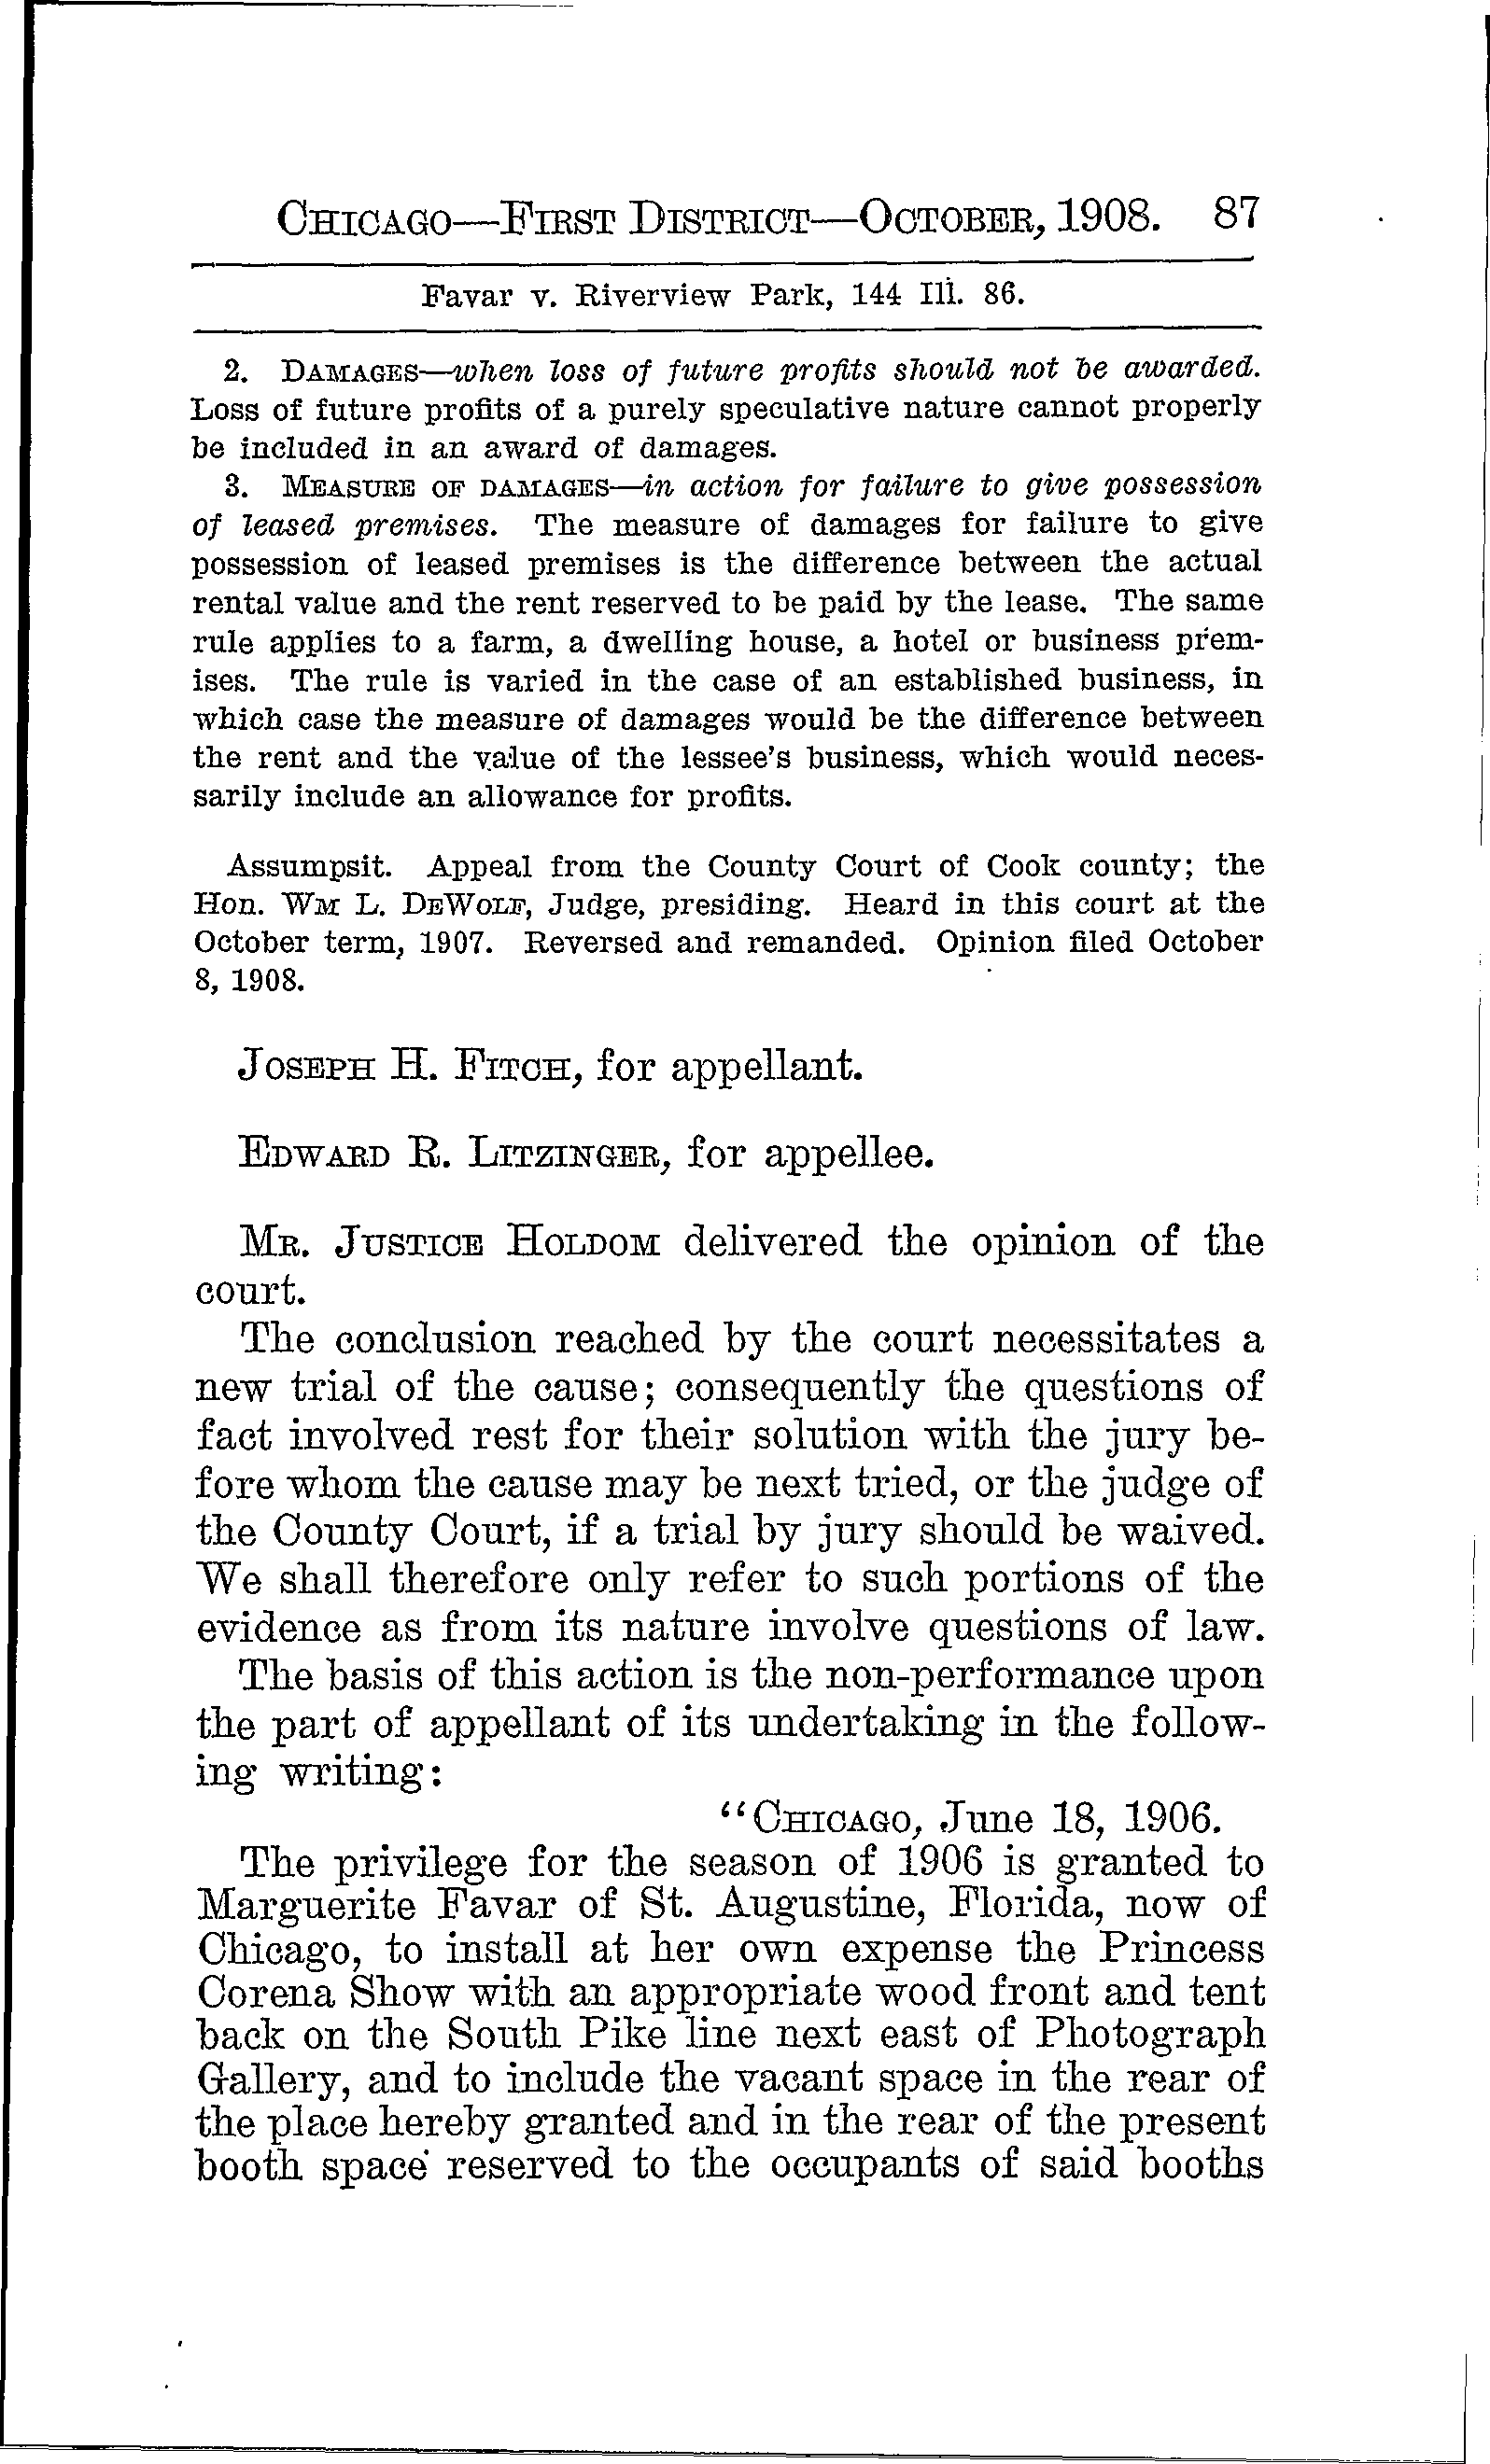 CHICAGO—FIRST DISTRICT—OCTOBER, 1908. 87
Favar v. Riverview Park, 144 Ill. 86.
2. DAMAGES—when loss of future profits should not be awarded.
Loss of future profits of a purely speculative nature cannot properly
be included in an award of damages.
3. MEASURE OF DAMAGES—in action for failure to give possession
of leased premises. The measure of damages for failure to give
possession of leased premises is the difference between the actual
rental value and the rent reserved to be paid by the lease. The same
rule applies to a farm, a dwelling house, a hotel or business prem-
ises. The rule is varied in the case of an established business, in
which case the measure of damages would be the difference between
the rent and the value of the lessee's business, which would neces-
sarily include an allowance for profits.
Assumpsit. Appeal from the County Court of Cook county; the
Hon. WM L. DEWOLF, Judge, presiding. Heard in this court at the
October term, 1907. Reversed and remanded. Opinion filed October
8, 1908.
JOSEPH H. FITCH, for appellant.
EDWARD R. LITZINGER, for appellee.
MR. JUSTICE HOLDOM delivered the opinion of the
court.
The conclusion reached by the court necessitates a
new trial of the cause; consequently the questions of
fact involved rest for their solution with the jury be-
fore whom the cause may be next tried, or the judge of
the County Court, if a trial by jury should be waived.
We shall therefore only refer to such portions of the
evidence as from its nature involve questions of law.
The basis of this action is the non-performance upon
the part of appellant of its undertaking in the follow-
ing writing:
"CHICAGO, June 18, 1906.
The privilege for the season of 1906 is granted to
Marguerite Favar of St. Augustine, Florida, now of
Chicago, to install at her own expense the Princess
Corena Show with an appropriate wood front and tent
back on the South Pike line next east of Photograph
Gallery, and to include the vacant space in the rear of
the place hereby granted and in the rear of the present
booth space reserved to the occupants of said booths